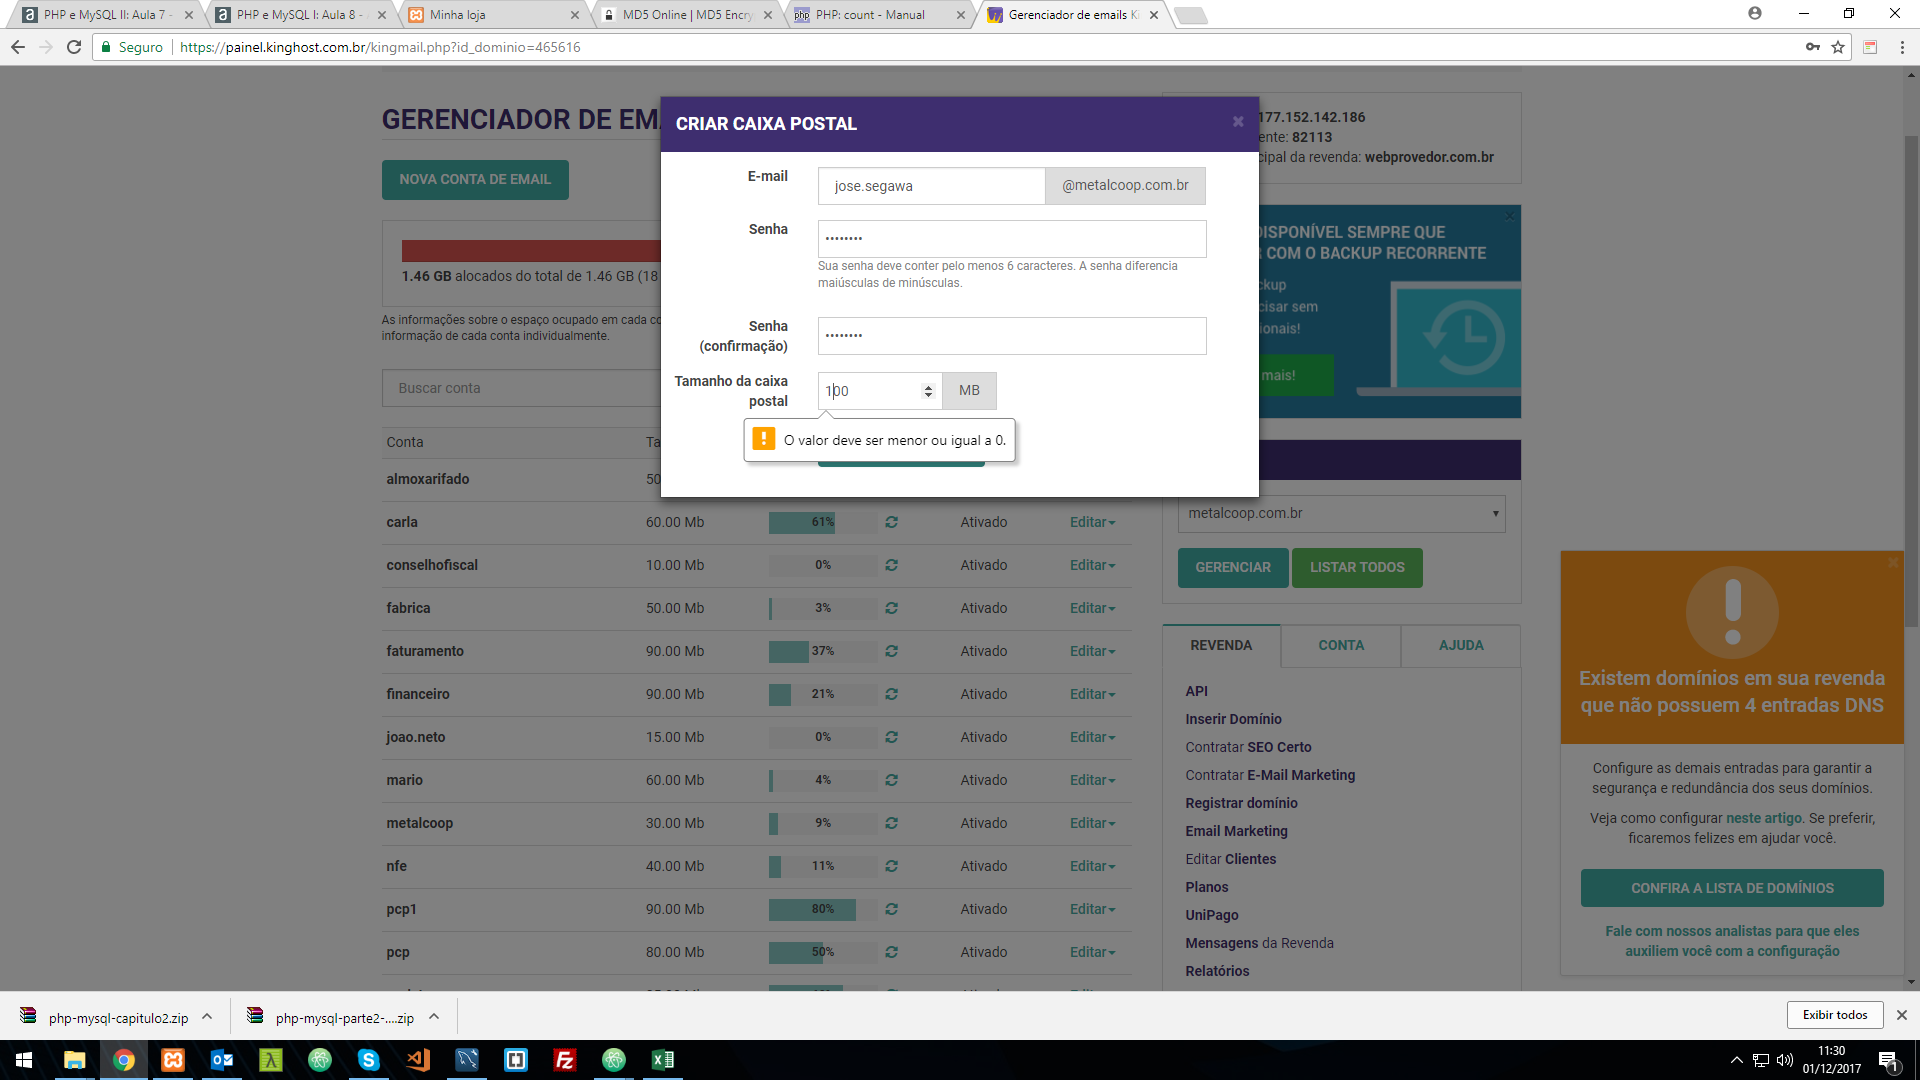 PHP e MySQL II: Aula 7 -
PHP e MySQL I: Aula 8 -
Minha loja
MD5 Online | MD5 Encry
php PHP: count - Manual
Gerenciador de emails
Seguro
https://painel.kinghost.com.br/kingmail.php?id_dominio=465616
GERENCIADOR DE
NOVA CONTA DE EMAIL
1.46 GB alocados do total de 1.46 GB (18
As informações sobre o espaço ocupado em cada
informação de cada conta individualmente.
Buscar conta
Conta
almoxarifado
carla 60.00 Mb 61% Ativado Editar
conselhofiscal 10.00 Mb 0% Ativado Editar
fabrica 50.00 Mb 3% Ativado Editar
faturamento 90.00 Mb 37% Ativado Editar
financeiro 90.00 Mb 21% Ativado Editar
joao.neto 15.00 Mb 0% Ativado Editar
mario 60.00 Mb 4% Ativado Editar
metalcoop 30.00 Mb 9% Ativado Editar
nfe 40.00 Mb 11% Ativado Editar
pcp1 90.00 Mb 80% Ativado Editar
pcp 80.00 Mb 50% Ativado Editar
CRIAR CAIXA POSTAL ×
E-mail jose.segawa @metalcoop.com.br
Senha ••••••••
Sua senha deve conter pelo menos 6 caracteres. A senha diferencia
maiúsculas de minúsculas.
Senha
(confirmação) ••••••••
Tamanho da caixa
postal 100 MB
! O valor deve ser menor ou igual a 0.
177.152.142.186
ente: 82113
cipal da revenda: webprovedor.com.br
DISPONÍVEL SEMPRE QUE
COM O BACKUP RECORRENTE
ckup
cisar sem
ionais!
mais!
metalcoop.com.br
GERENCIAR LISTAR TODOS
REVENDA CONTA AJUDA
API
Inserir Domínio
Contratar SEO Certo
Contratar E-Mail Marketing
Registrar domínio
Email Marketing
Editar Clientes
Planos
UniPago
Mensagens da Revenda
Relatórios
Existem domínios em sua revenda
que não possuem 4 entradas DNS
Configure as demais entradas para garantir a
segurança e redundância dos seus domínios.
Veja como configurar neste artigo. Se preferir,
ficaremos felizes em ajudar você.
CONFIRA A LISTA DE DOMÍNIOS
Fale com nossos analistas para que eles
auxiliem você com a configuração
php-mysql-capitulo2.zip
php-mysql-parte2-....zip
Exibir todos
11:30
01/12/2017
1